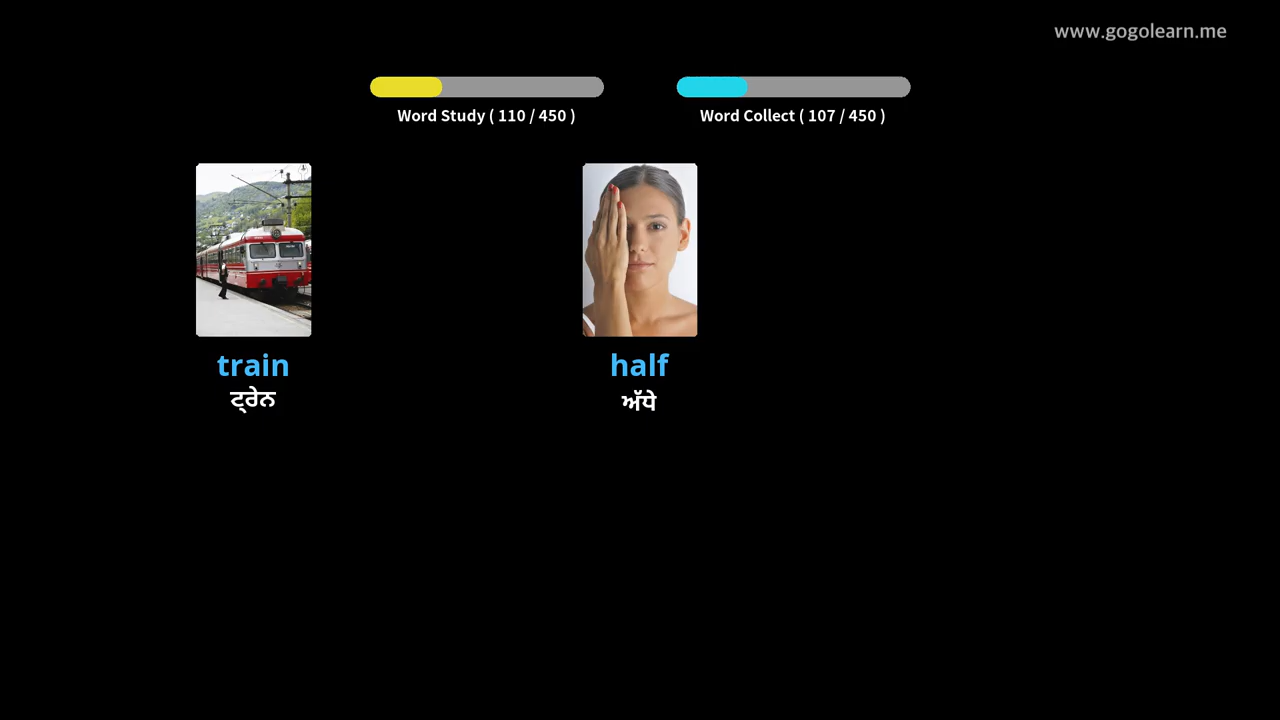 www.gogolearn.me
Word Study ( 110 / 450 )
Word Collect ( 107 / 450 )
train
ਟ੍ਰੇਨ
half
ਅੱਧੇ